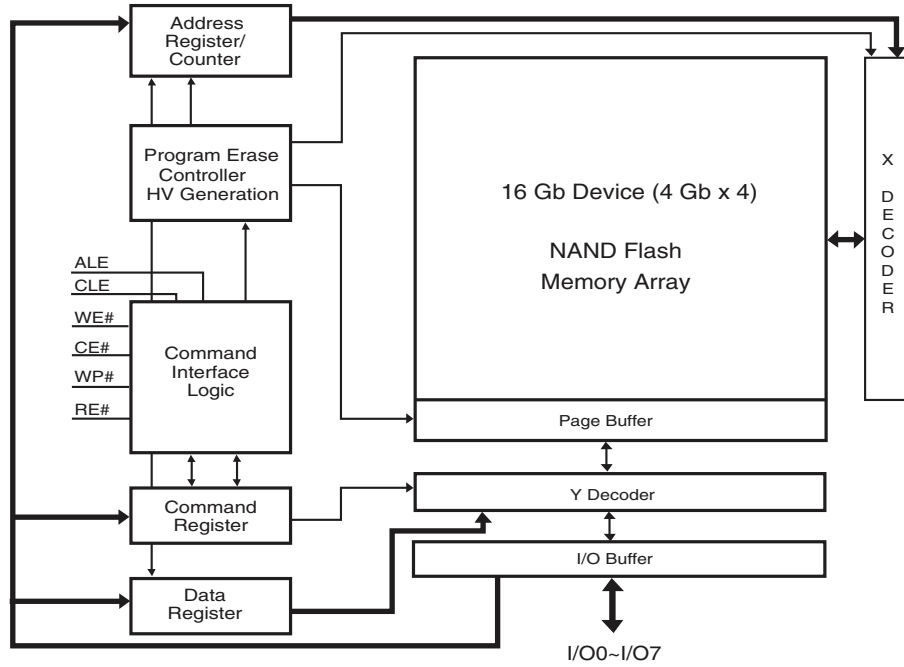 Address
Register/
Counter
Program Erase
Controller
HV Generation
ALE
CLE
WE#
CE#
WP#
RE#
Command
Interface
Logic
Command
Register
Data
Register
16 Gb Device (4 Gb x 4)
NAND Flash
Memory Array
Page Buffer
Y Decoder
I/O Buffer
I/O0~I/O7
X
D
E
C
O
D
E
R